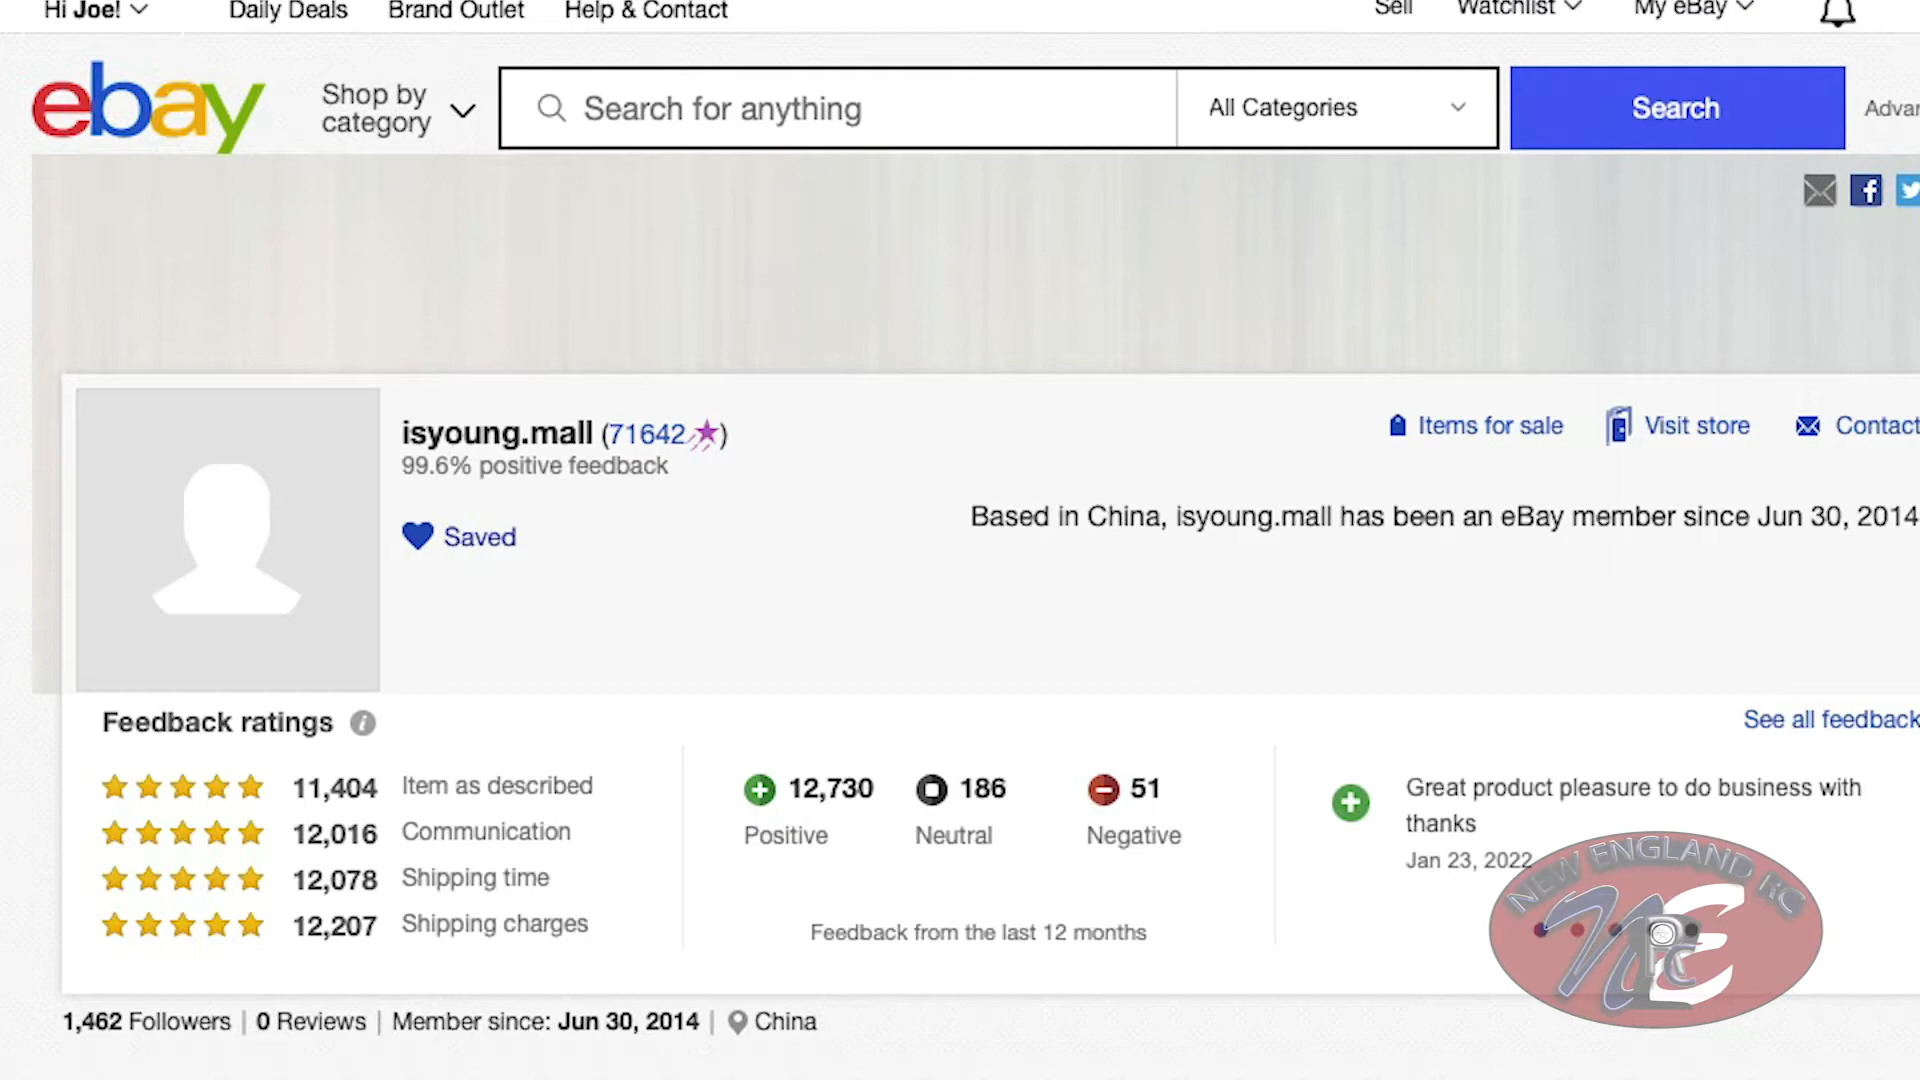 Hi Joe!
Daily Deals
Brand Outlet
Help & Contact
Sell
Watchlist
My eBay
ebay
Shop by
category
Search for anything
All Categories
Search
isyoung.mall (71642)
99.6% positive feedback
Saved
Items for sale
Visit store
Contact
Based in China, isyoung.mall has been an eBay member since Jun 30, 2014
Feedback ratings
See all feedback
11,404 Item as described
12,016 Communication
12,078 Shipping time
12,207 Shipping charges
12,730
Positive
186
Neutral
51
Negative
Feedback from the last 12 months
Great product pleasure to do business with
thanks
Jan 23, 2022
NEW ENGLAND RC
NE
RC
1,462 Followers | 0 Reviews | Member since: Jun 30, 2014 | China